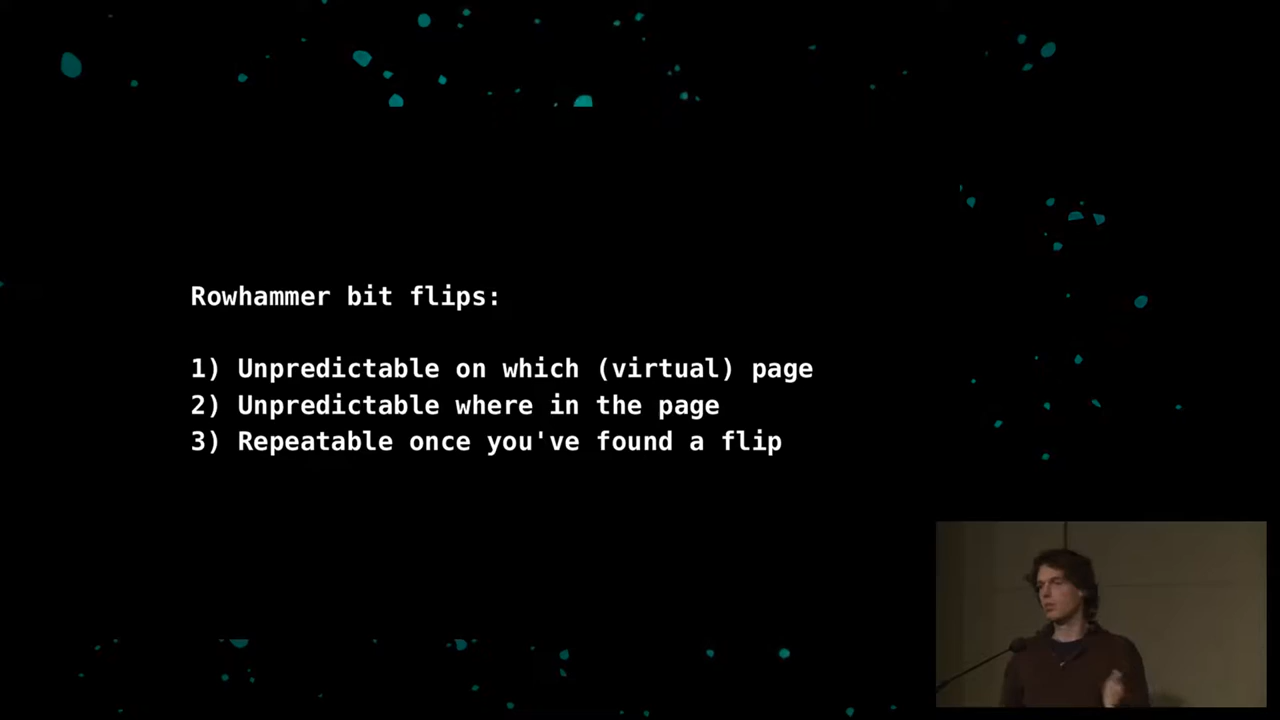 Rowhammer bit flips:
1) Unpredictable on which (virtual) page
2) Unpredictable where in the page
3) Repeatable once you've found a flip